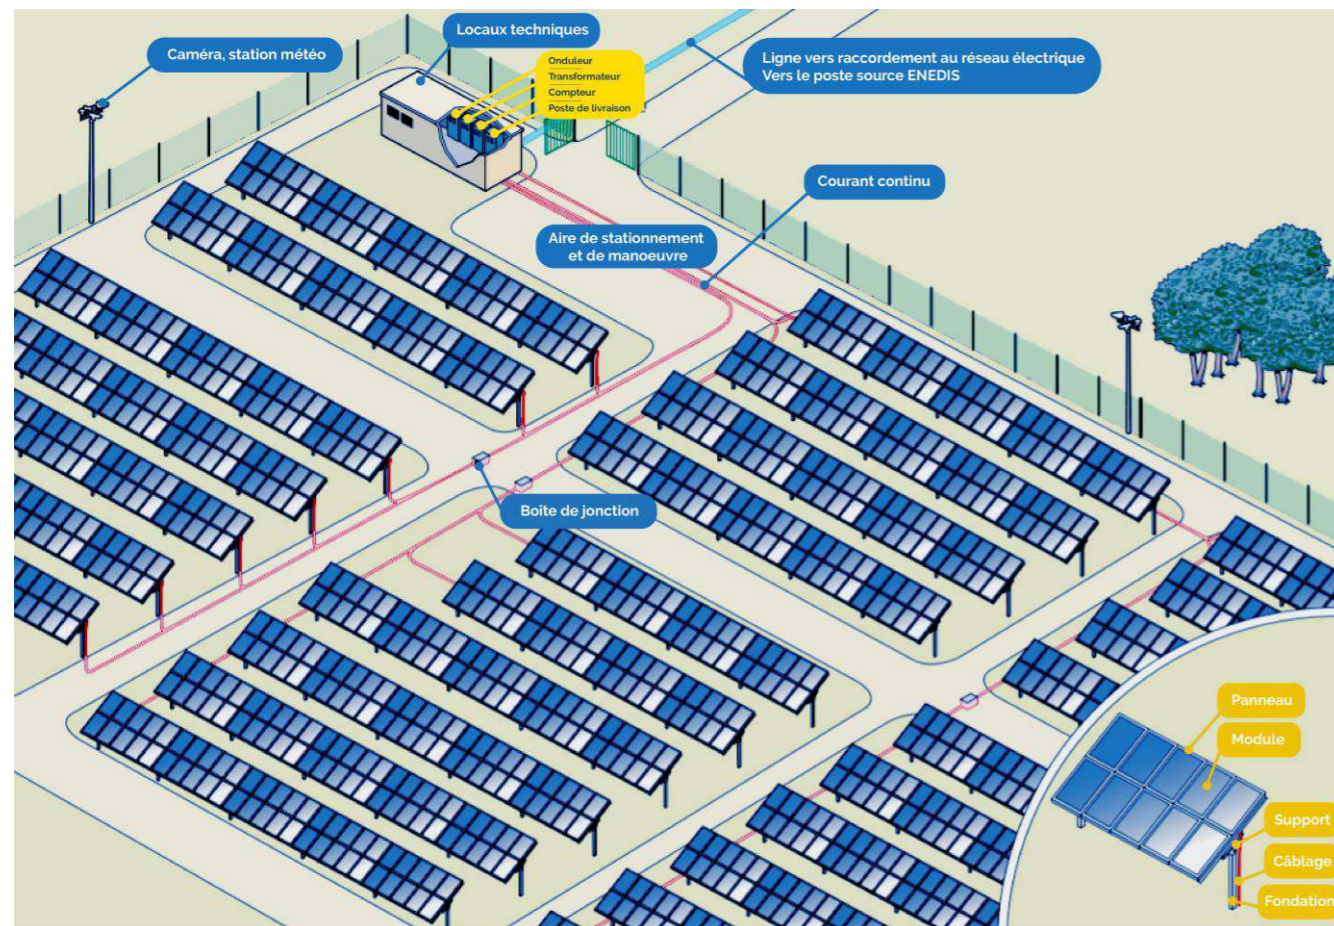 Locaux techniques
Caméra, station météo
Onduleur
Transformateur
Compteur
Poste de livraison
Ligne vers raccordement au réseau électrique
Vers le poste source ENEDIS
Courant continu
Aire de stationnement
et de manoeuvre
Boîte de jonction
Panneau
Module
Support
Câblage
Fondation